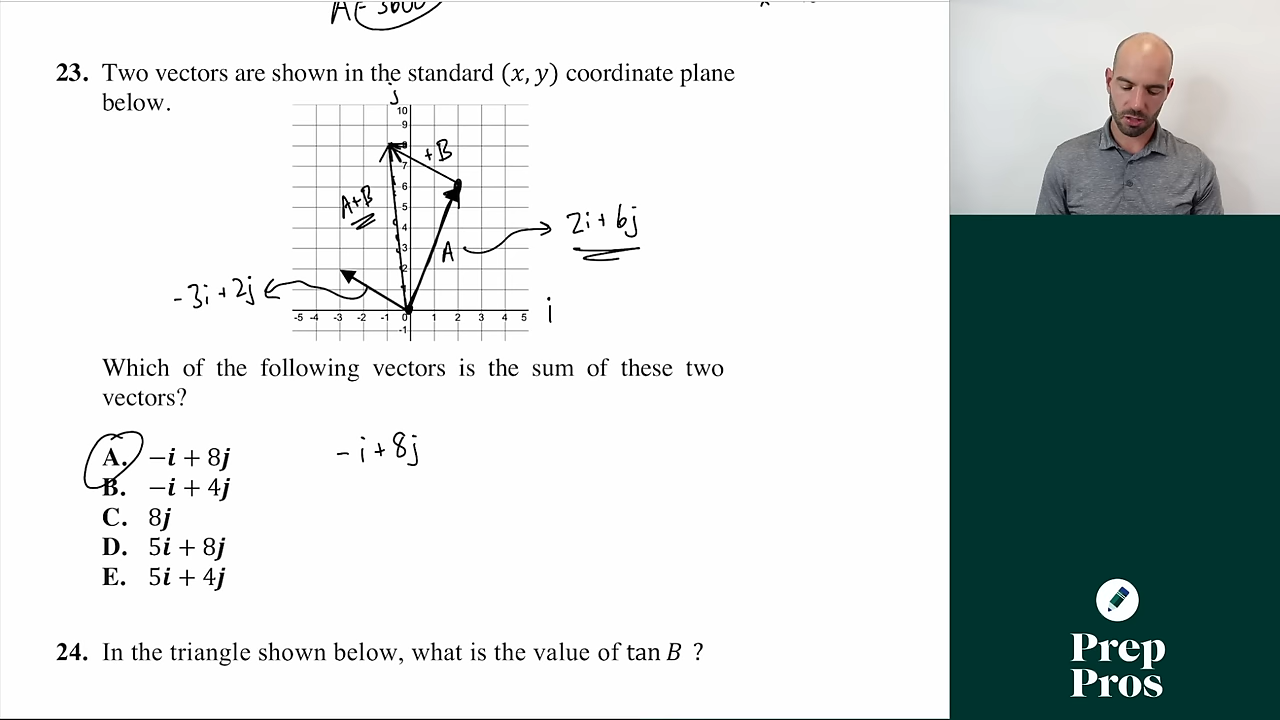 AF 3600
23. Two vectors are shown in the standard (x, y) coordinate plane
below.
j
10
9
8
7
6
5
4
3
2
-5 -4 -3 -2 -1 0 1 2 3 4 5
-1
+B
A+B
A
2i+6j
-3i+2j
i
Which of the following vectors is the sum of these two
vectors?
A. −i + 8j
-i+8j
B. −i + 4j
C. 8j
D. 5i + 8j
E. 5i + 4j
24. In the triangle shown below, what is the value of tan B ?
Prep
Pros